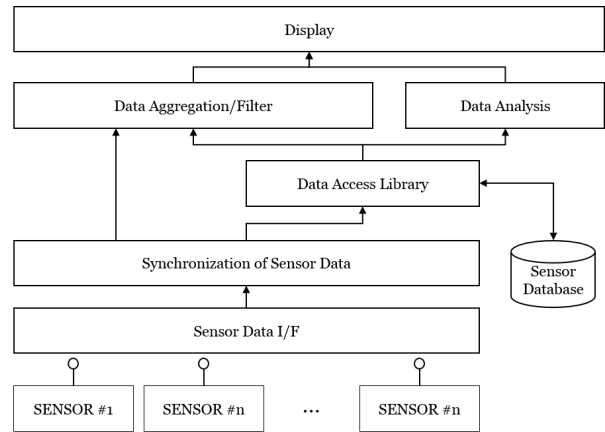 Display
Data Aggregation/Filter
Data Analysis
Data Access Library
Synchronization of Sensor Data
Sensor
Database
Sensor Data I/F
SENSOR #1
SENSOR #n
...
SENSOR #n